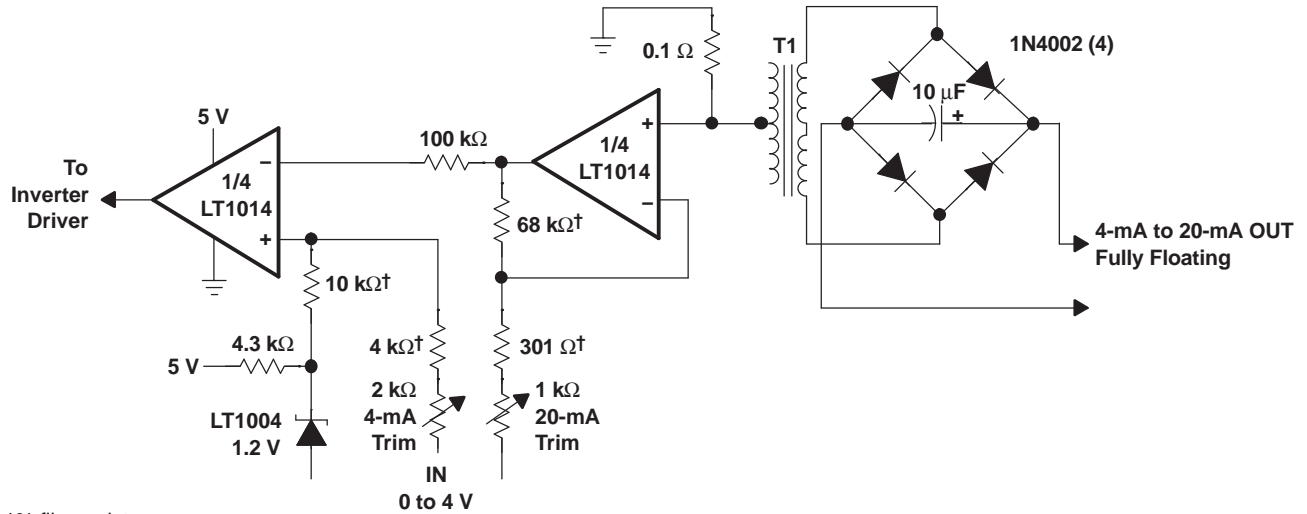 1N4002 (4)
T1
0.1 Ω
10 μF
+
5 V
100 kΩ
+
1/4
LT1014
−
To
Inverter
Driver
−
1/4
LT1014
+
68 kΩ†
4-mA to 20-mA OUT
Fully Floating
10 kΩ†
4.3 kΩ
5 V
4 kΩ†
301 Ω†
2 kΩ
4-mA
Trim
1 kΩ
20-mA
Trim
LT1004
1.2 V
IN
0 to 4 V